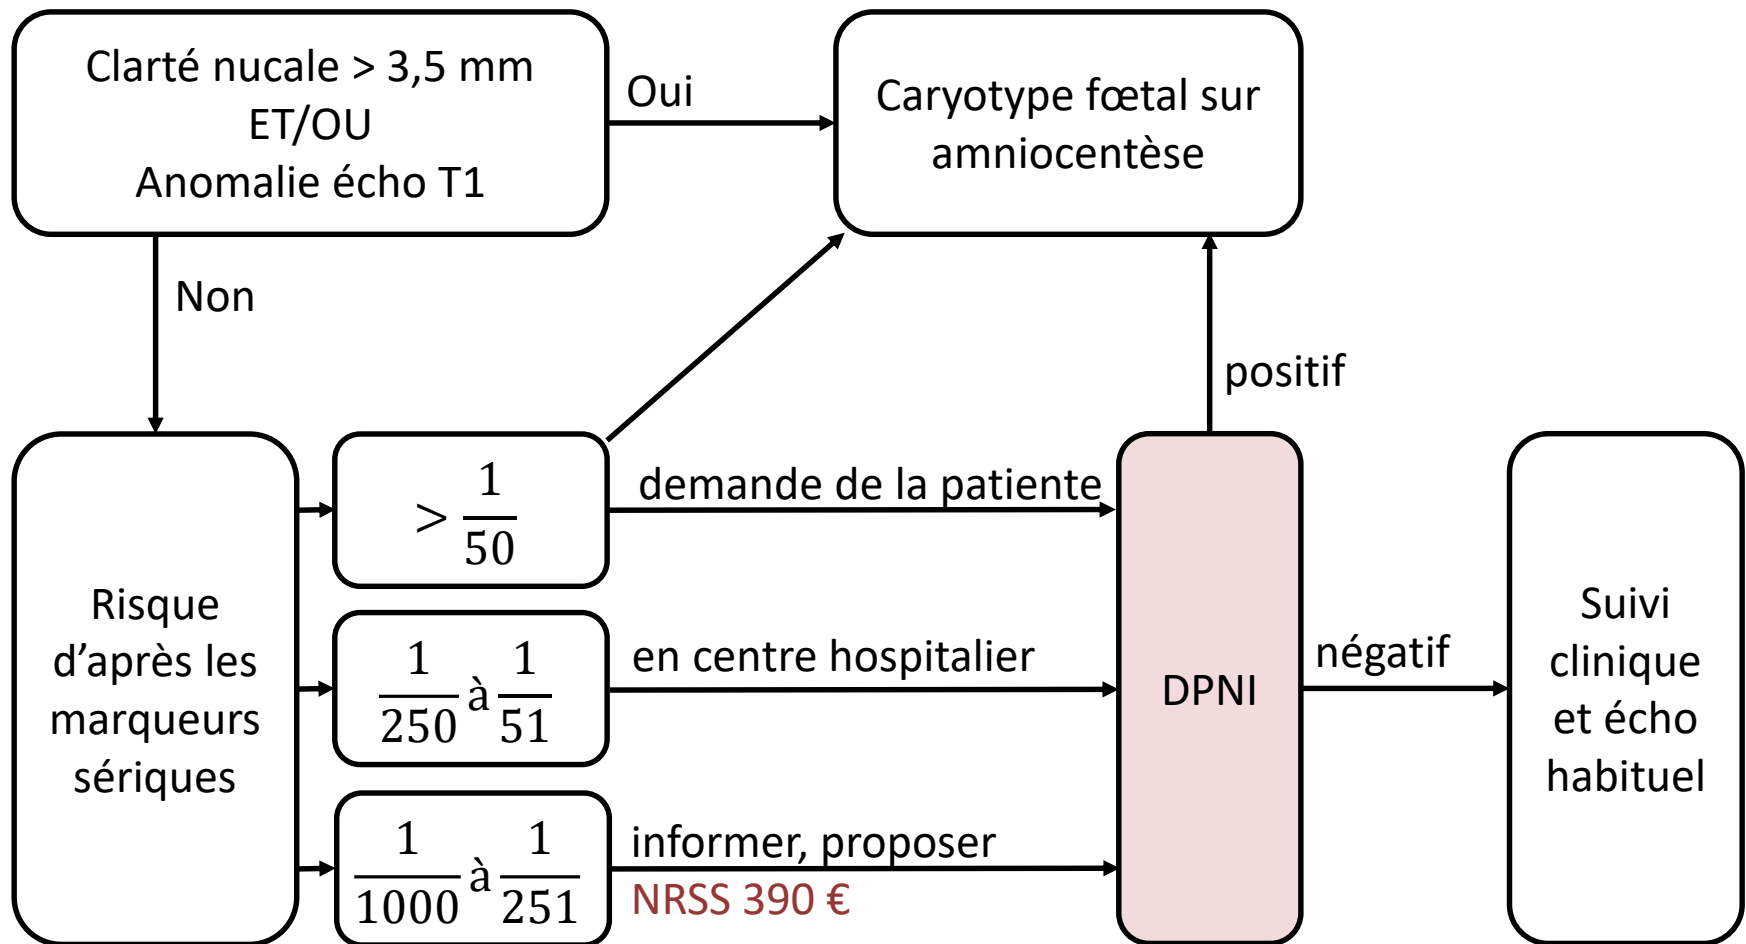 Clarté nucale > 3,5 mm
ET/OU
Anomalie écho T1
Oui
Caryotype fœtal sur
amniocentèse
Non
positif
Risque
d’après les
marqueurs
sériques
> 1/50
demande de la patiente
1/250 à 1/51
en centre hospitalier
1/1000 à 1/251
informer, proposer
NRSS 390 €
DPNI
négatif
Suivi
clinique
et écho
habituel